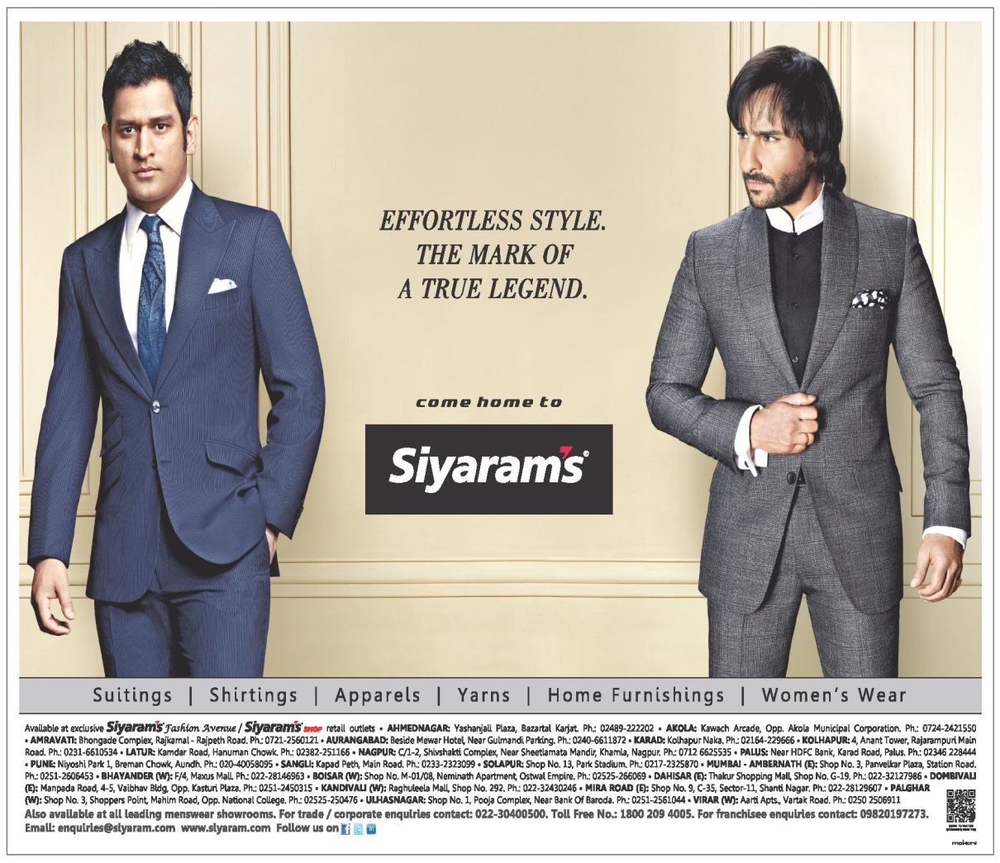 EFFORTLESS STYLE.
THE MARK OF
A TRUE LEGEND.
come home to
Siyaram's®
Suitings | Shirtings | Apparels | Yarns | Home Furnishings | Women's Wear
Available at exclusive Siyaram's Fashion Avenue / Siyaram's SHOP retail outlets • AHMEDNAGAR: Yashanjali Plaza, Bazartal Karjat. Ph.: 02489-222202 • AKOLA: Kawach Arcade, Opp. Akola Municipal Corporation. Ph.: 0724-2421550
• AMRAVATI: Bhongade Complex, Rajkamal - Rajpeth Road. Ph.: 0721-2560121 • AURANGABAD: Beside Mewar Hotel, Near Gulmandi Parking. Ph.: 0240-6611872 • KARAD: Kolhapur Naka. Ph.: 02164-229666 • KOLHAPUR: 4, Anant Tower, Rajarampuri Main
Road. Ph.: 0231-6610534 • LATUR: Kamdar Road, Hanuman Chowk. Ph.: 02382-251166 • NAGPUR: C/1-2, Shivshakti Complex, Near Sheetlamata Mandir, Khamla, Nagpur. Ph.: 0712 6625535 • PALUS: Near HDFC Bank, Karad Road, Palus. Ph.: 02346 228444
• PUNE: Niyoshi Park 1, Breman Chowk, Aundh. Ph.: 020-40058095 • SANGLI: Kapad Peth, Main Road. Ph.: 0233-2323099 • SOLAPUR: Shop No. 13, Park Stadium. Ph.: 0217-2325870 • MUMBAI - AMBERNATH (E): Shop No. 3, Panvelkar Plaza, Station Road.
Ph.: 0251-2606453 • BHAYANDER (W): F/4, Maxus Mall. Ph.: 022-28146963 • BOISAR (W): Shop No. M-01/08, Neminath Apartment, Ostwal Empire. Ph.: 02525-266069 • DAHISAR (E): Thakur Shopping Mall, Shop No. G-19. Ph.: 022-32127986 • DOMBIVALI
(E): Manpada Road, 4-5, Vaibhav Bldg, Opp. Kasturi Plaza. Ph.: 0251-2450315 • KANDIVALI (W): Raghuleela Mall, Shop No. 292. Ph.: 022-32430246 • MIRA ROAD (E): Shop No. 9, C-35, Sector-11, Shanti Nagar. Ph.: 022-28129607 • PALGHAR
(W): Shop No. 3, Shoppers Point, Mahim Road, Opp. National College. Ph.: 02525-250476 • ULHASNAGAR: Shop No. 1, Pooja Complex, Near Bank Of Baroda. Ph.: 0251-2561044 • VIRAR (W): Aarti Apts., Vartak Road. Ph.: 0250 2506911
Also available at all leading menswear showrooms. For trade / corporate enquiries contact: 022-30400500. Toll Free No.: 1800 209 4005. For franchisee enquiries contact: 09820197273.
Email: enquiries@siyaram.com www.siyaram.com Follow us on
makani